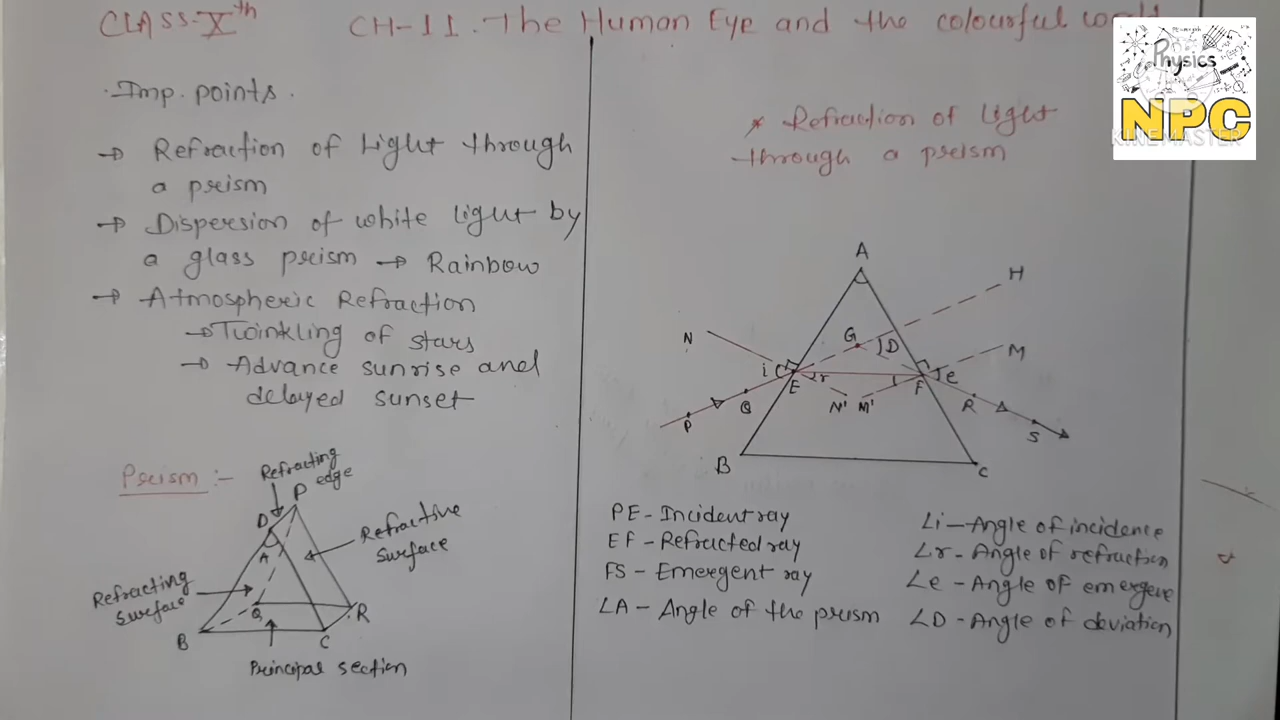 CLASS-Xth
CH-11. The Human Eye and the colourful
Imp. points.
→ Refraction of Light through
a prism
→ Dispersion of white light by
a glass prism → Rainbow
→ Atmospheric Refraction
→ Twinkling of stars
→ Advance sunrise and
delayed sunset
Prism :-
Refracting
edge
P
D
A
Refractive
surface
Refracting
surface
Q
R
B
C
Principal section
* Refraction of light
through a prism
A
H
N
G
D
M
i
E
r
F
e
P
Q
N'
M'
R
S
B
C
PE - Incident ray
EF - Refracted ray
FS - Emergent ray
∠A - Angle of the prism
∠i - Angle of incidence
∠r - Angle of refraction
∠e - Angle of emergence
∠D - Angle of deviation
Physics
NPC
KINEMASTER